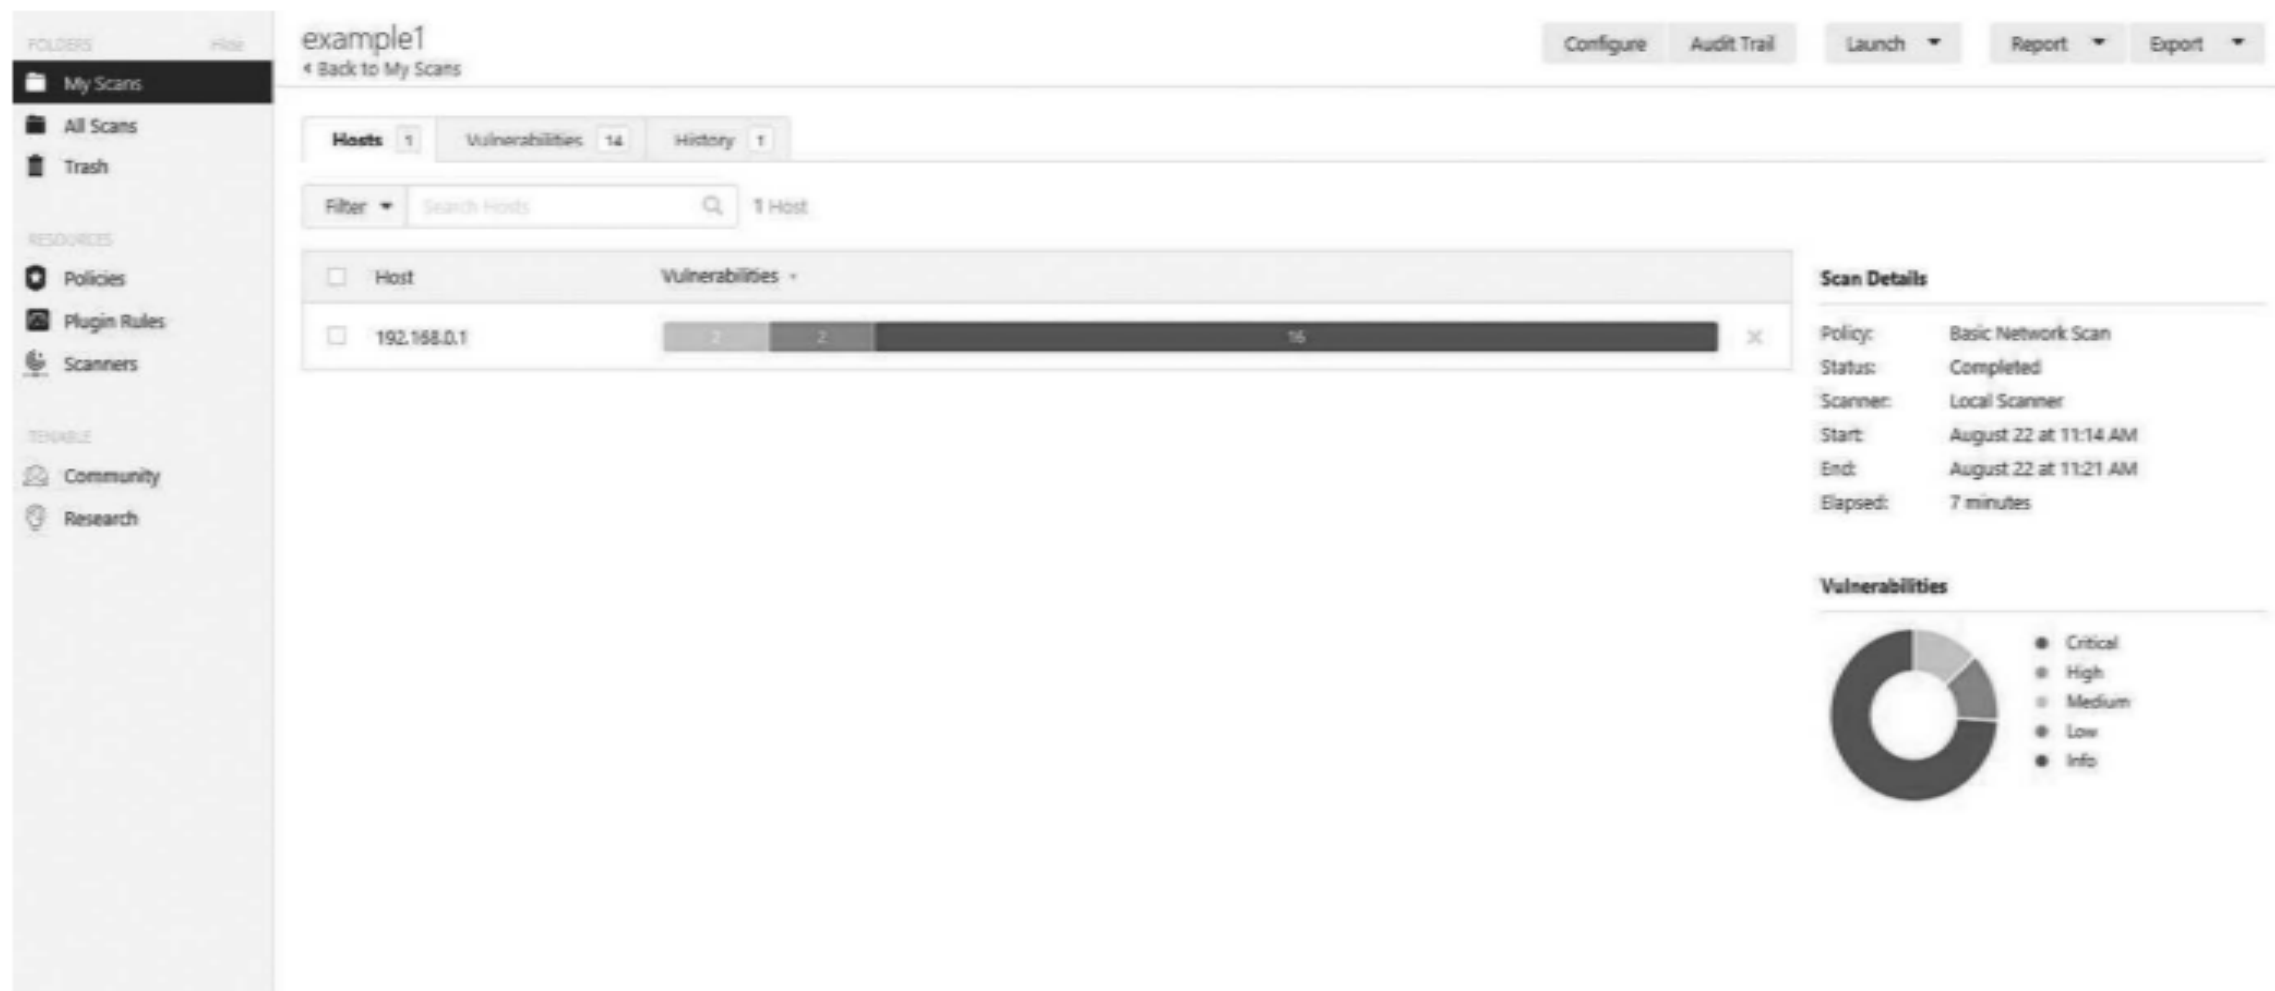 FOLDERS Hide
My Scans
All Scans
Trash
RESOURCES
Policies
Plugin Rules
Scanners
TENABLE
Community
Research
example1
Back to My Scans
Configure Audit Trail Launch Report Export
Hosts 1 Vulnerabilities 14 History 1
Filter Search Hosts 1 Host
Host Vulnerabilities
192.168.0.1 2 2 16
Scan Details
Policy: Basic Network Scan
Status: Completed
Scanner: Local Scanner
Start: August 22 at 11:14 AM
End: August 22 at 11:21 AM
Elapsed: 7 minutes
Vulnerabilities
Critical
High
Medium
Low
Info